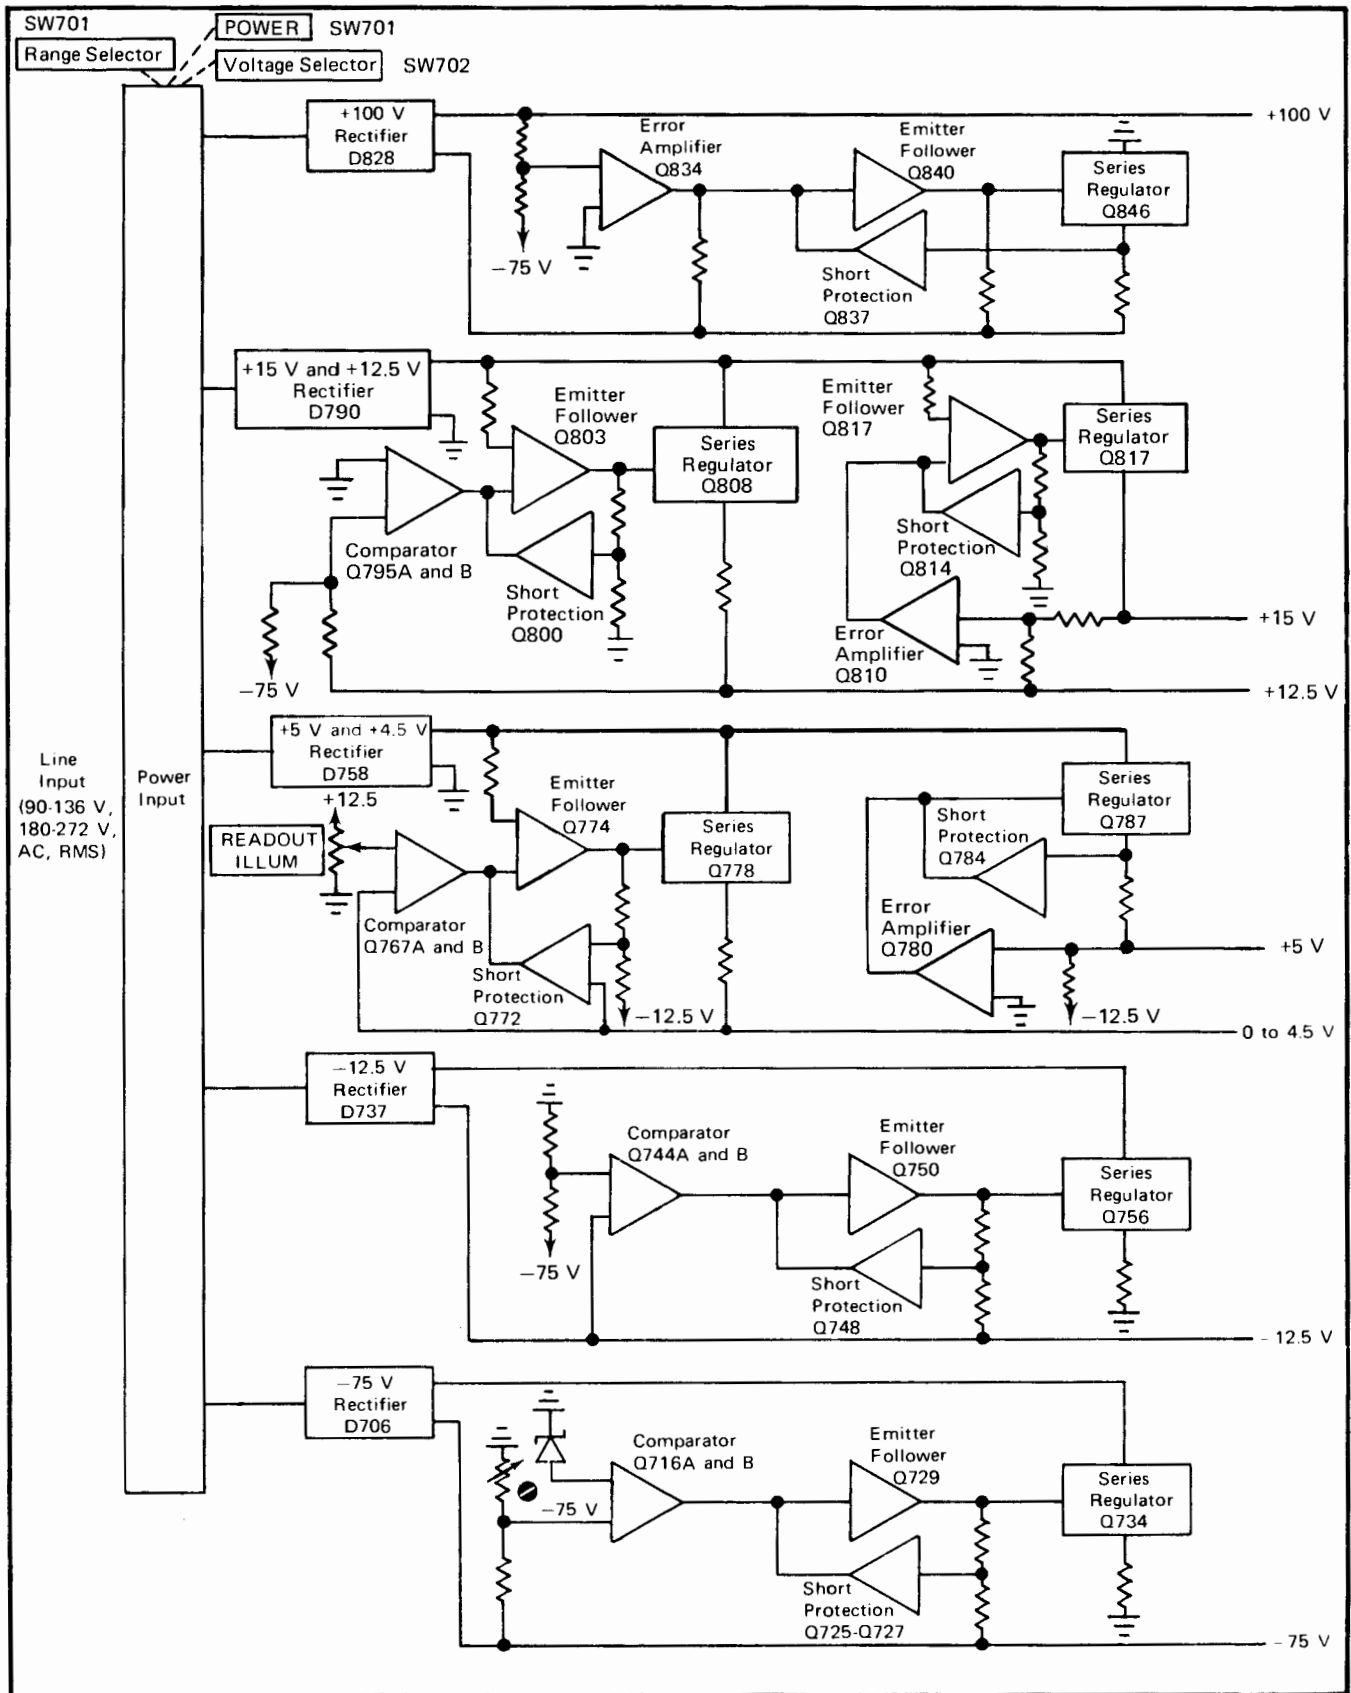 SW701
POWER SW701
Range Selector
Voltage Selector SW702
+100 V
Rectifier
D828
Error
Amplifier
Q834
Emitter
Follower
Q840
+100 V
Series
Regulator
Q846
−75 V
Short
Protection
Q837
+15 V and +12.5 V
Rectifier
D790
Emitter
Follower
Q803
Series
Regulator
Q808
Emitter
Follower
Q817
Series
Regulator
Q817
Comparator
Q795A and B
Short
Protection
Q800
Short
Protection
Q814
Error
Amplifier
Q810
+15 V
−75 V
+12.5 V
Line
Input
(90-136 V,
180-272 V,
AC, RMS)
Power
Input
+5 V and +4.5 V
Rectifier
D758
+12.5
READOUT
ILLUM
Emitter
Follower
Q774
Series
Regulator
Q778
Series
Regulator
Q787
Short
Protection
Q784
Comparator
Q767A and B
Short
Protection
Q772
−12.5 V
Error
Amplifier
Q780
+5 V
−12.5 V
0 to 4.5 V
−12.5 V
Rectifier
D737
Comparator
Q744A and B
Emitter
Follower
Q750
Series
Regulator
Q756
−75 V
Short
Protection
Q748
- 12.5 V
−75 V
Rectifier
D706
Comparator
Q716A and B
Emitter
Follower
Q729
Series
Regulator
Q734
−75 V
Short
Protection
Q725-Q727
- 75 V